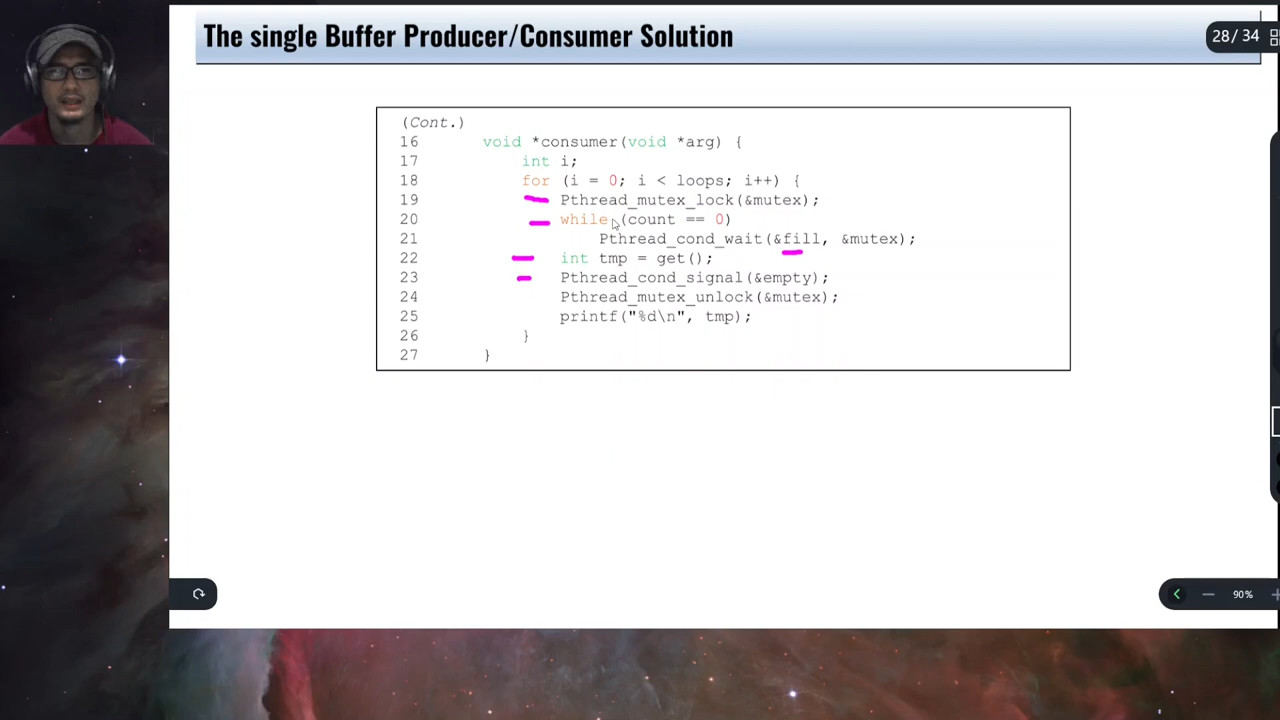 The single Buffer Producer/Consumer Solution
28 / 34
(Cont.)
16 void *consumer(void *arg) {
17 int i;
18 for (i = 0; i < loops; i++) {
19 Pthread_mutex_lock(&mutex);
20 while (count == 0)
21 Pthread_cond_wait(&fill, &mutex);
22 int tmp = get();
23 Pthread_cond_signal(&empty);
24 Pthread_mutex_unlock(&mutex);
25 printf("%d\n", tmp);
26 }
27 }
90%